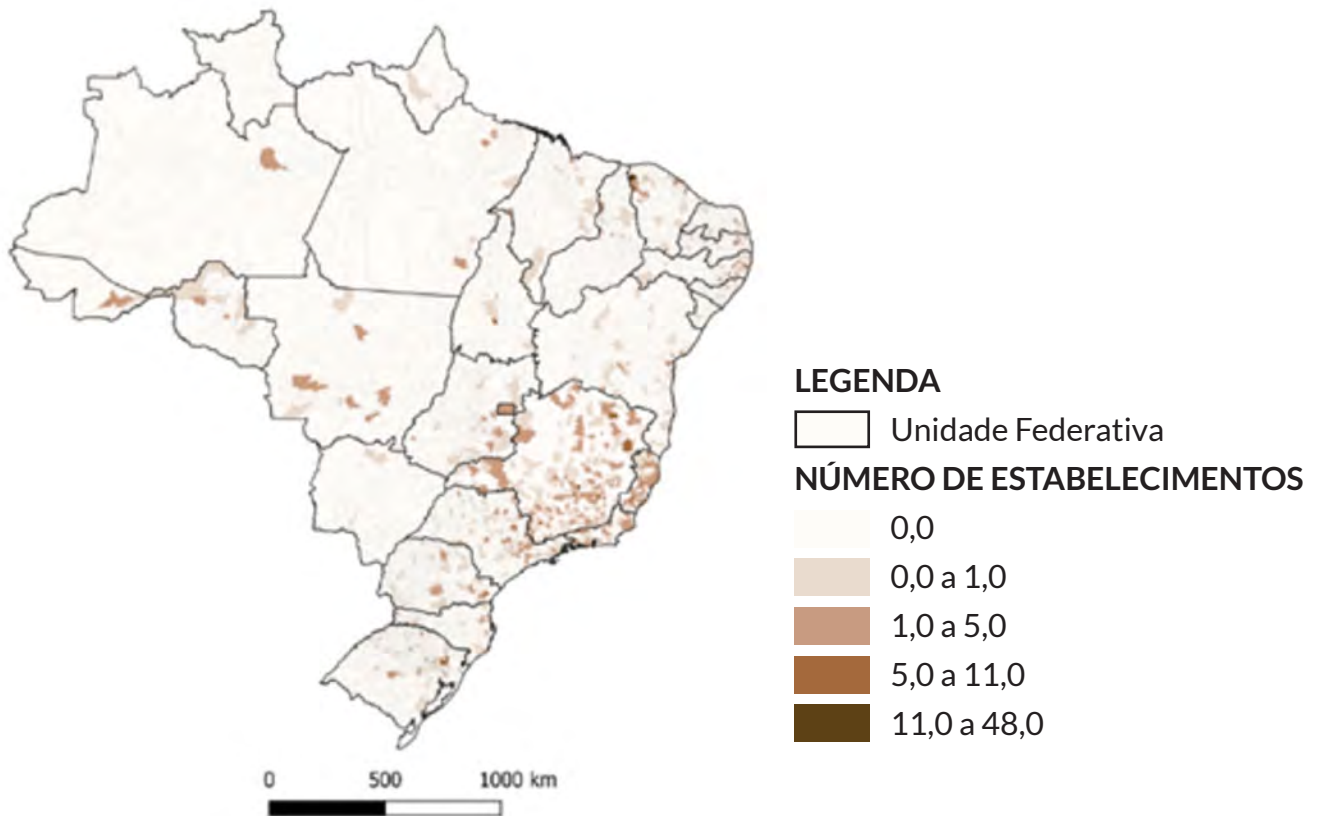 LEGENDA
Unidade Federativa
NÚMERO DE ESTABELECIMENTOS
0,0
0,0 a 1,0
1,0 a 5,0
5,0 a 11,0
11,0 a 48,0
0 500 1000 km